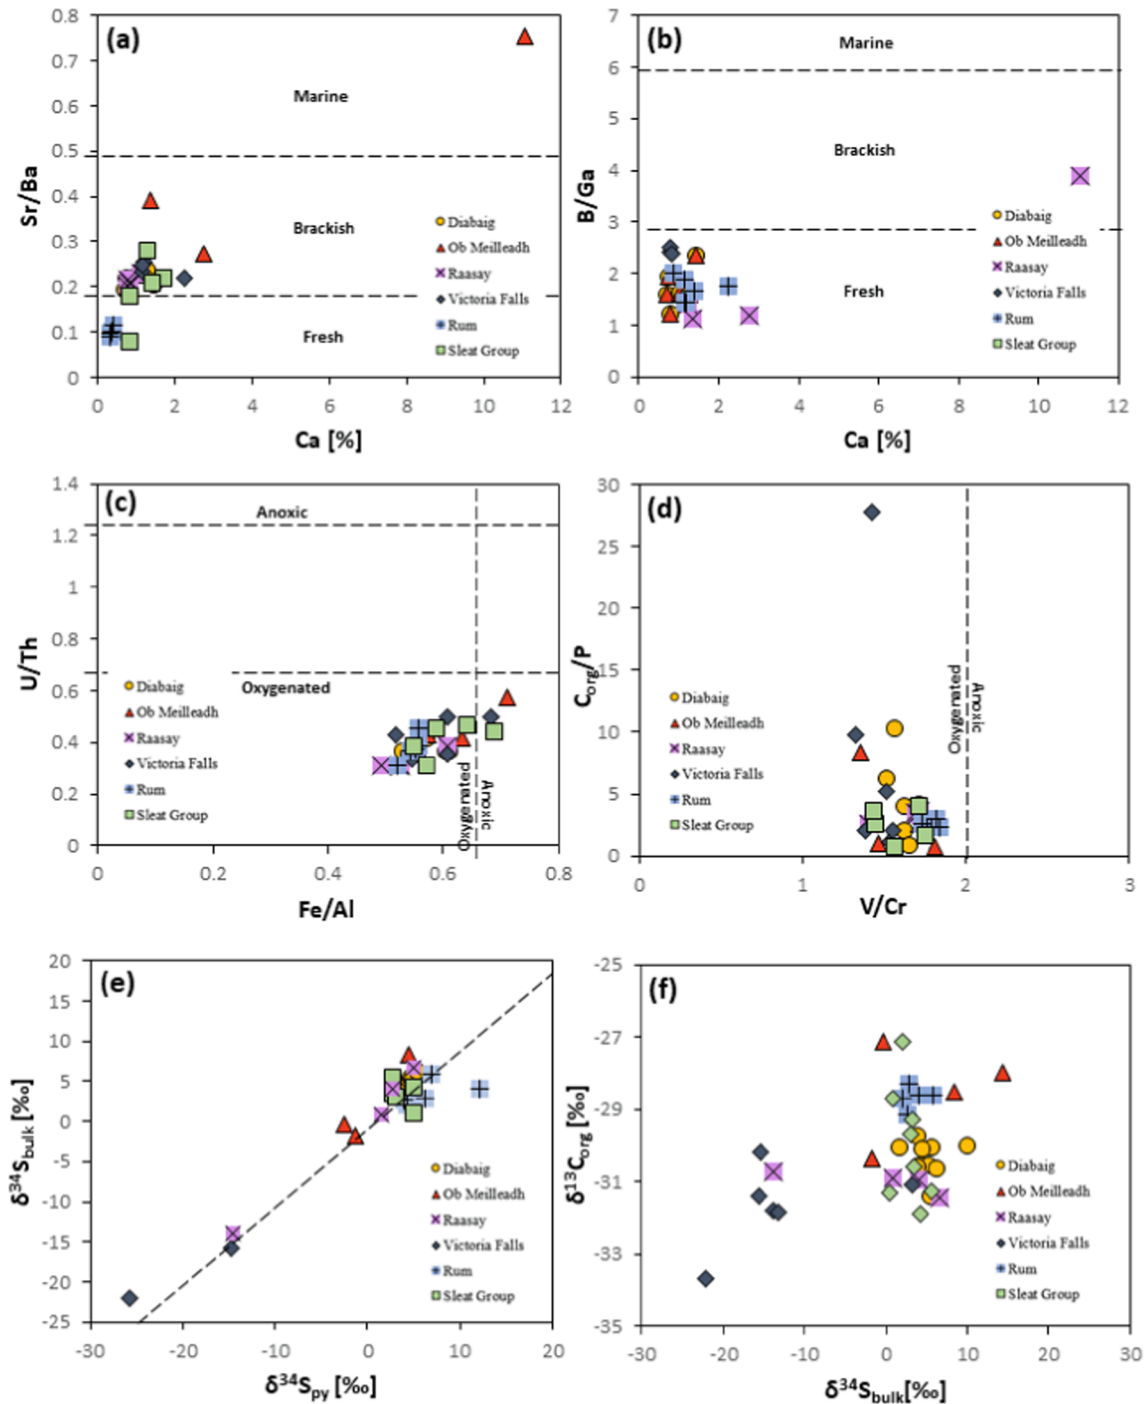 (a)
0.8
0.7
0.6
0.5
0.4
0.3
0.2
0.1
0
Sr/Ba
Marine
Brackish
Fresh
Diabaig
Ob Meilleadh
Raasay
Victoria Falls
Rum
Sleat Group
0 2 4 6 8 10 12
Ca [%]
(b)
7
6
5
4
3
2
1
0
B/Ga
Marine
Brackish
Fresh
Diabaig
Ob Meilleadh
Raasay
Victoria Falls
Rum
Sleat Group
0 2 4 6 8 10 12
Ca [%]
(c)
1.4
1.2
1
0.8
0.6
0.4
0.2
0
U/Th
Anoxic
Oxygenated
Diabaig
Ob Meilleadh
Raasay
Victoria Falls
Rum
Sleat Group
Oxygenated
Anoxic
0 0.2 0.4 0.6 0.8
Fe/Al
(d)
30
25
20
15
10
5
0
Corg/P
Oxygenated
Anoxic
Diabaig
Ob Meilleadh
Raasay
Victoria Falls
Rum
Sleat Group
0 1 2 3
V/Cr
(e)
20
15
10
5
0
-5
-10
-15
-20
-25
δ³⁴Sbulk [‰]
Diabaig
Ob Meilleadh
Raasay
Victoria Falls
Rum
Sleat Group
-30 -20 -10 0 10 20
δ³⁴Spy [‰]
(f)
-25
-27
-29
-31
-33
-35
δ¹³Corg [‰]
Diabaig
Ob Meilleadh
Raasay
Victoria Falls
Rum
Sleat Group
-30 -20 -10 0 10 20 30
δ³⁴Sbulk[‰]